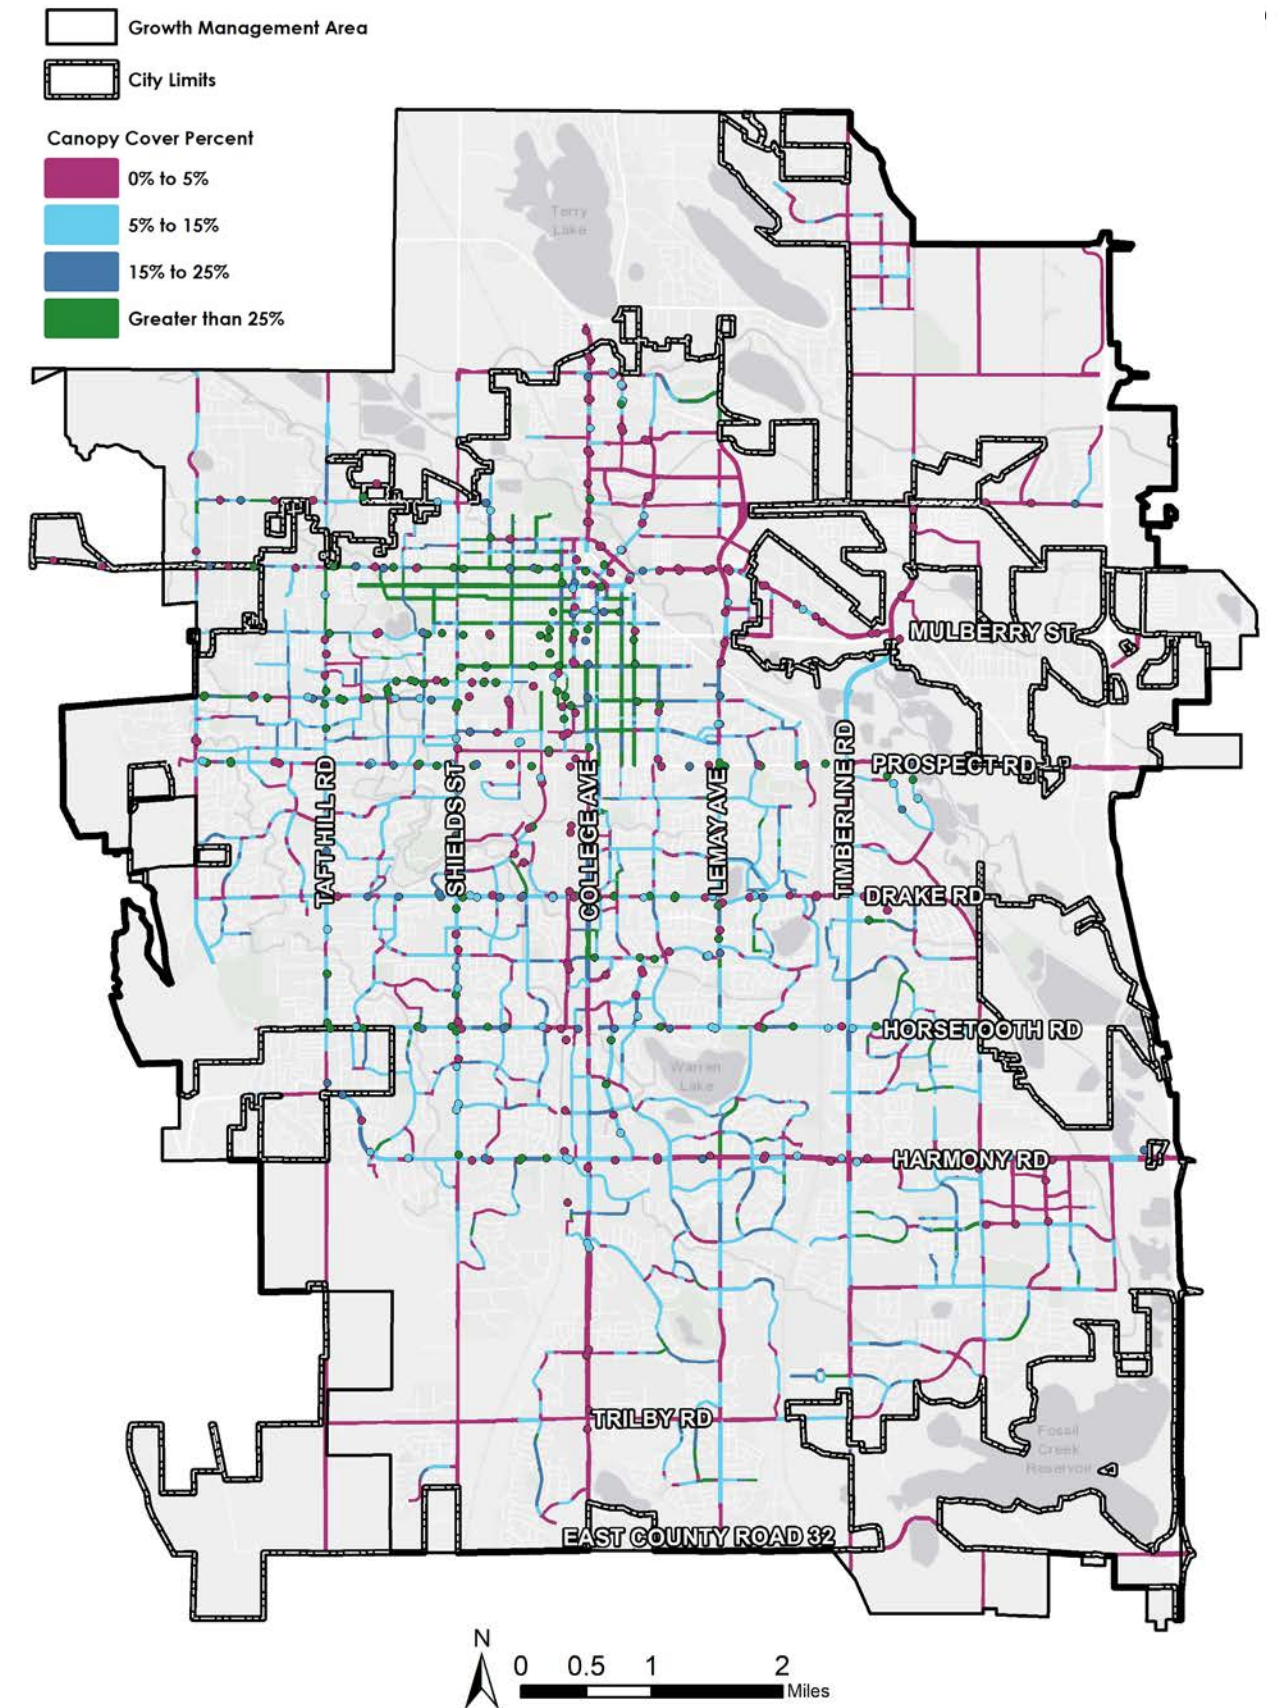 Growth Management Area
City Limits
Canopy Cover Percent
0% to 5%
5% to 15%
15% to 25%
Greater than 25%
Terry
Lake
MULBERRY ST
PROSPECT RD
TAFT HILL RD
SHIELDS ST
COLLEGE AVE
LEMAY AVE
TIMBERLINE RD
DRAKE RD
HORSETOOTH RD
Warren
Lake
HARMONY RD
TRILBY RD
Fossil
Creek
Reservoir
EAST COUNTY ROAD 32
N
0 0.5 1 2
Miles